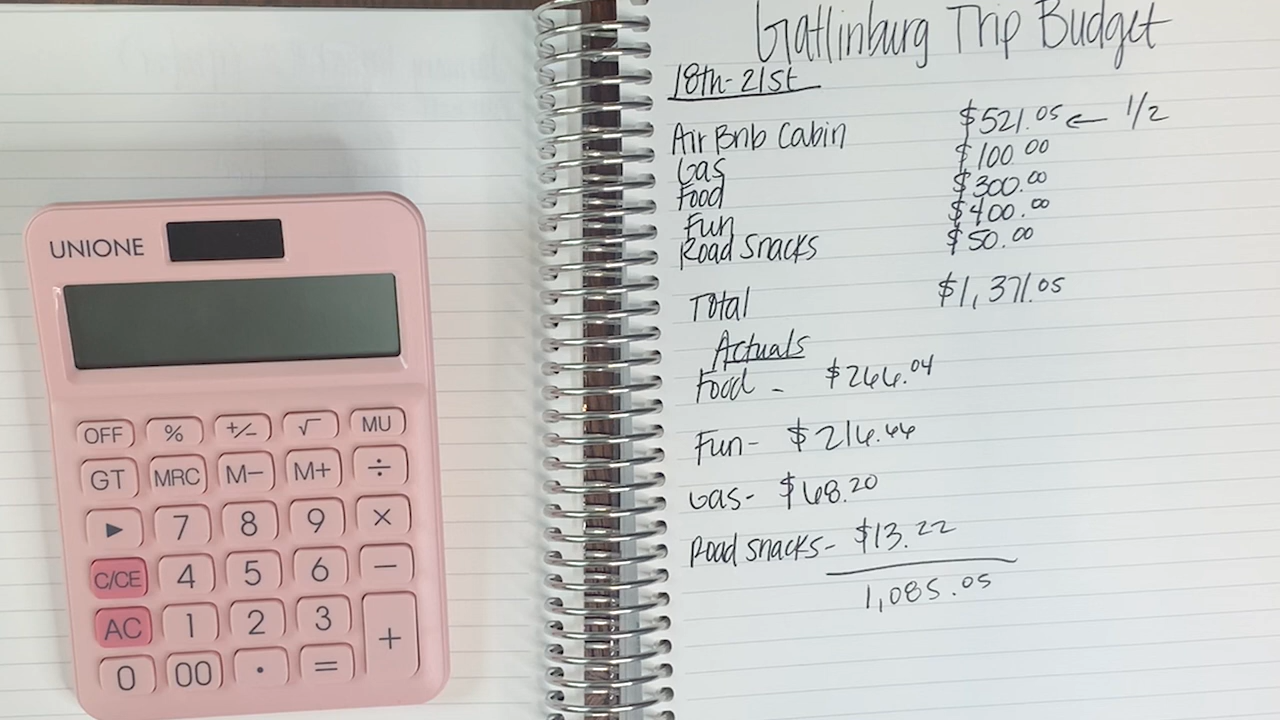 Gatlinburg Trip Budget
18th-21st
Air Bnb Cabin $521.05 ← 1/2
Gas $100.00
Food $300.00
Fun $400.00
Road Snacks $50.00
Total $1,371.05
Actuals
Food - $266.04
Fun- $216.44
Gas- $68.20
Road snacks- $13.22
1,085.05
UNIONE
OFF % +/− √ MU
GT MRC M− M+ ÷
▶ 7 8 9 ×
C/CE 4 5 6 −
AC 1 2 3 +
0 00 . =